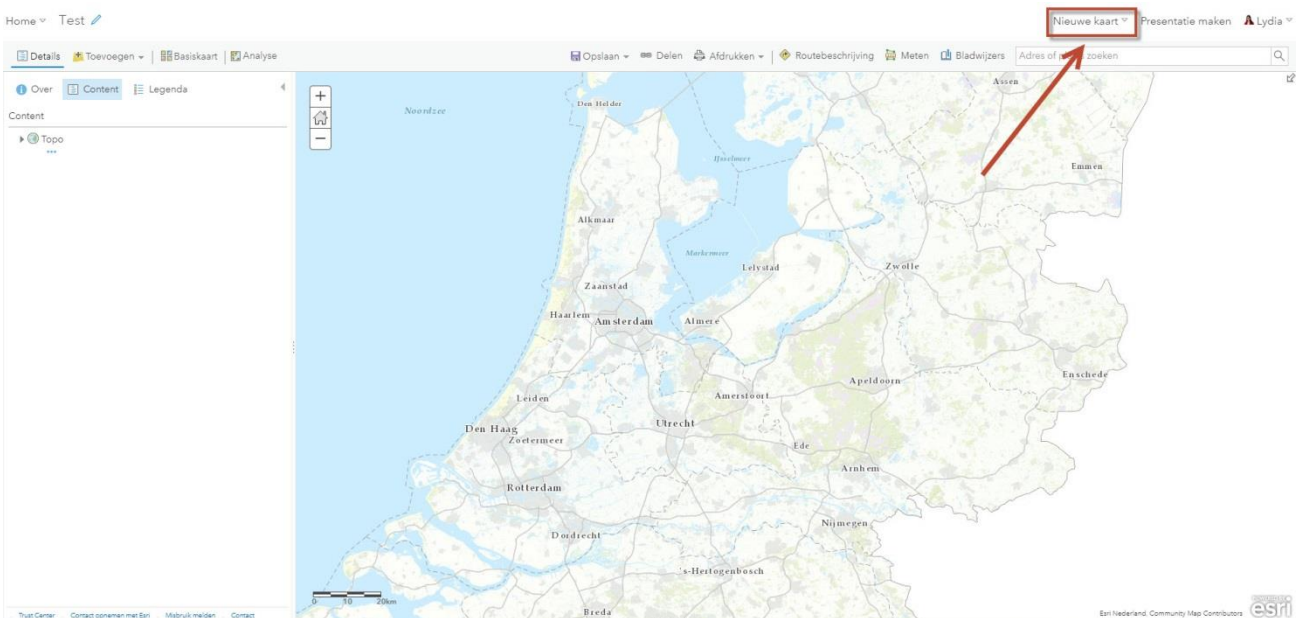 Home Test Nieuwe kaart Presentatie maken Lydia
Details Toevoegen Basiskaart Analyse Opslaan Delen Afdrukken Routebeschrijving Meten Bladwijzers Adres of zoeken
Over Content Legenda
Content
Topo
Noordzee
Den Helder
Assen
IJsselmeer
Emmen
Alkmaar
Markermeer
Lelystad
Zwolle
Zaanstad
Haarlem
Amsterdam
Almere
Enschede
Apeldoorn
Leiden
Amersfoort
Den Haag
Utrecht
Zoetermeer
Ede
Arnhem
Rotterdam
Nijmegen
Dordrecht
's-Hertogenbosch
0 10 20km
Breda
Trust Center Contact opnemen met Esri Misbruik melden Contact
Esri Nederland, Community Map Contributors
esri